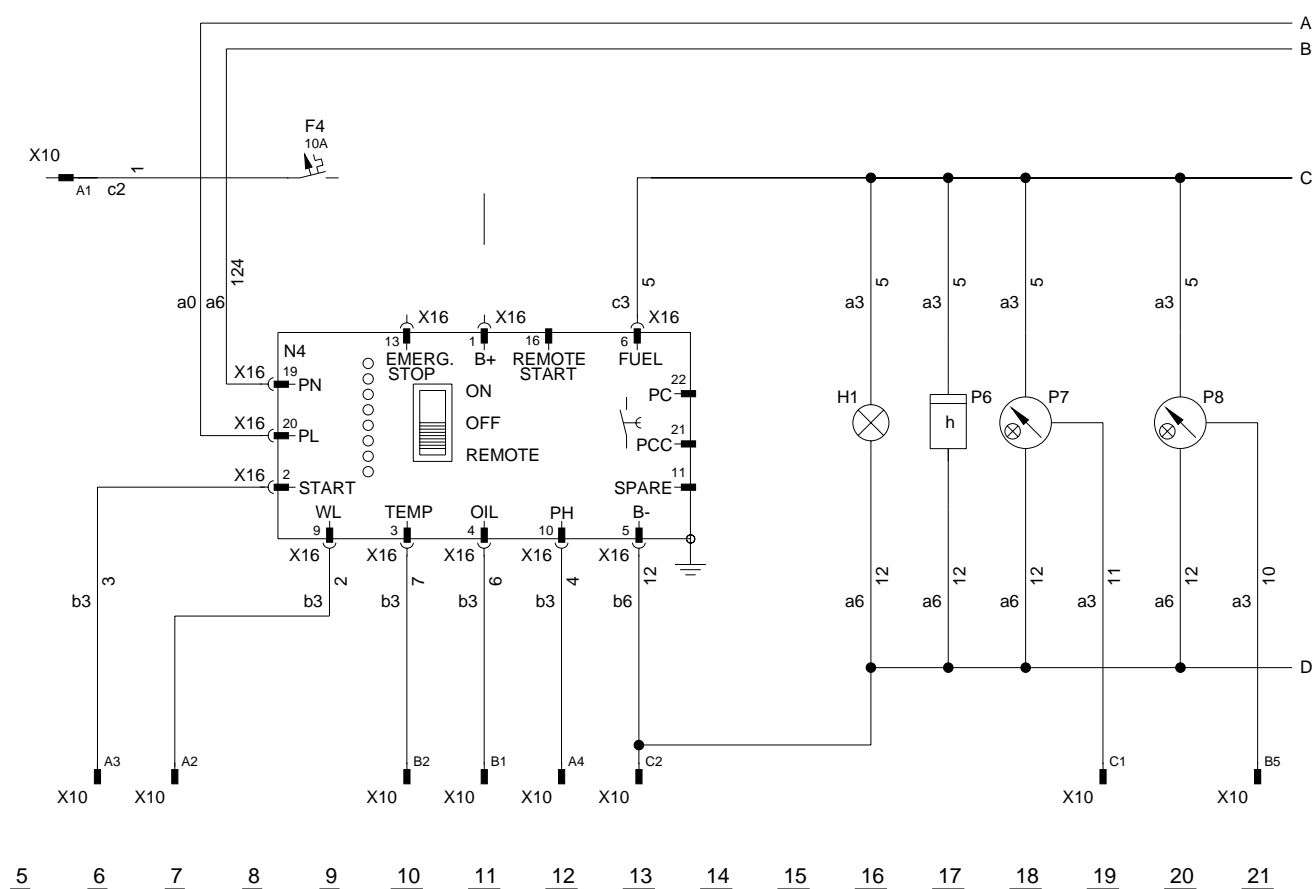 A
B
F4
10A
X10
A1
c2
1
C
124
a0
a6
5
c3
5
a3
5
a3
5
a3
5
a3
X16
X16
X16
13
1
16
6
EMERG.
STOP
B+
REMOTE
START
FUEL
N4
X16
19
PN
ON
22
PC
H1
P6
P7
P8
h
X16
20
PL
OFF
21
PCC
REMOTE
X16
2
START
11
SPARE
WL
TEMP
OIL
PH
B-
9
3
4
10
5
X16
X16
X16
X16
X16
3
2
7
6
4
12
12
12
12
11
12
10
b3
b3
b3
b3
b3
b6
a6
a6
a6
a3
a6
a3
D
A3
A2
B2
B1
A4
C2
C1
B5
X10
X10
X10
X10
X10
X10
X10
X10
5 6 7 8 9 10 11 12 13 14 15 16 17 18 19 20 21